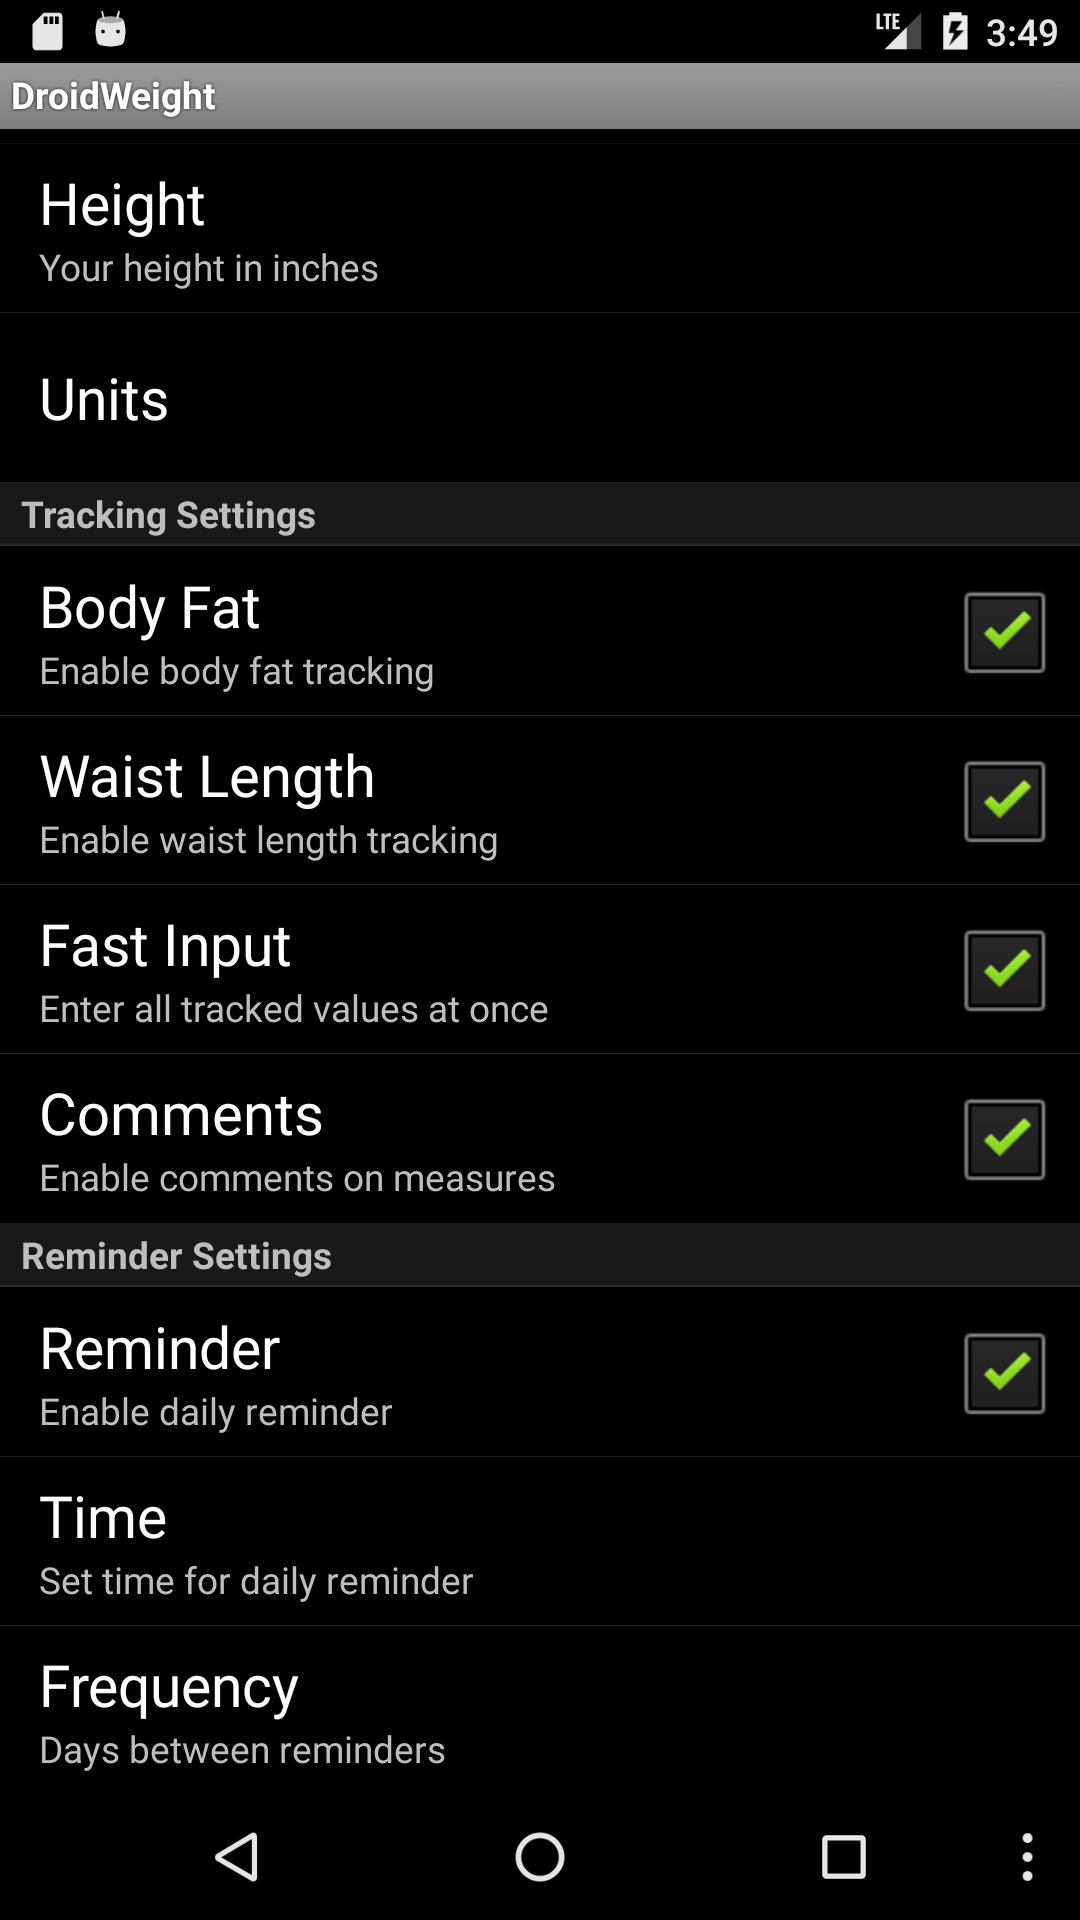 LTE 3:49
DroidWeight
Height
Your height in inches
Units
Tracking Settings
Body Fat
Enable body fat tracking
Waist Length
Enable waist length tracking
Fast Input
Enter all tracked values at once
Comments
Enable comments on measures
Reminder Settings
Reminder
Enable daily reminder
Time
Set time for daily reminder
Frequency
Days between reminders